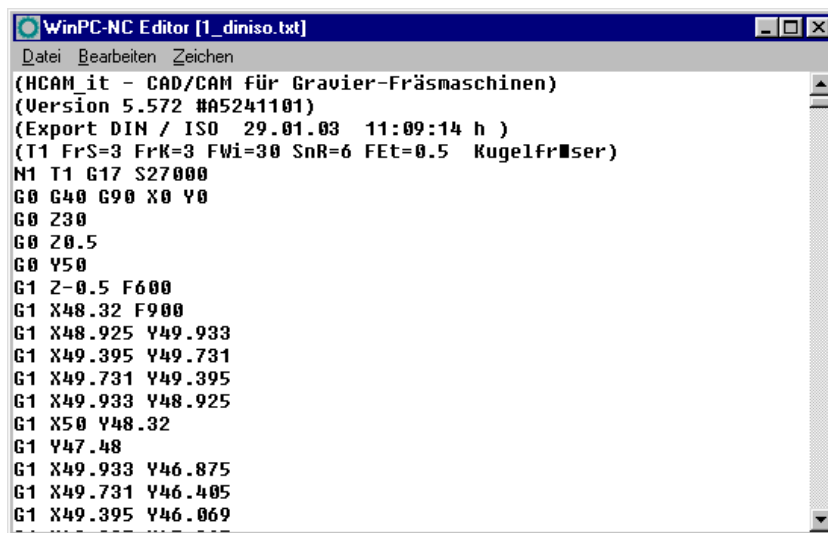 WinPC-NC Editor [1_diniso.txt]
Datei Bearbeiten Zeichen
(HCAM_it - CAD/CAM für Gravier-Fräsmaschinen)
(Version 5.572 #A5241101)
(Export DIN / ISO  29.01.03  11:09:14 h )
(T1 FrS=3 FrK=3 FWi=30 SnR=6 FEt=0.5  Kugelfr■ser)
N1 T1 G17 S27000
G0 G40 G90 X0 Y0
G0 Z30
G0 Z0.5
G0 Y50
G1 Z-0.5 F600
G1 X48.32 F900
G1 X48.925 Y49.933
G1 X49.395 Y49.731
G1 X49.731 Y49.395
G1 X49.933 Y48.925
G1 X50 Y48.32
G1 Y47.48
G1 X49.933 Y46.875
G1 X49.731 Y46.405
G1 X49.395 Y46.069